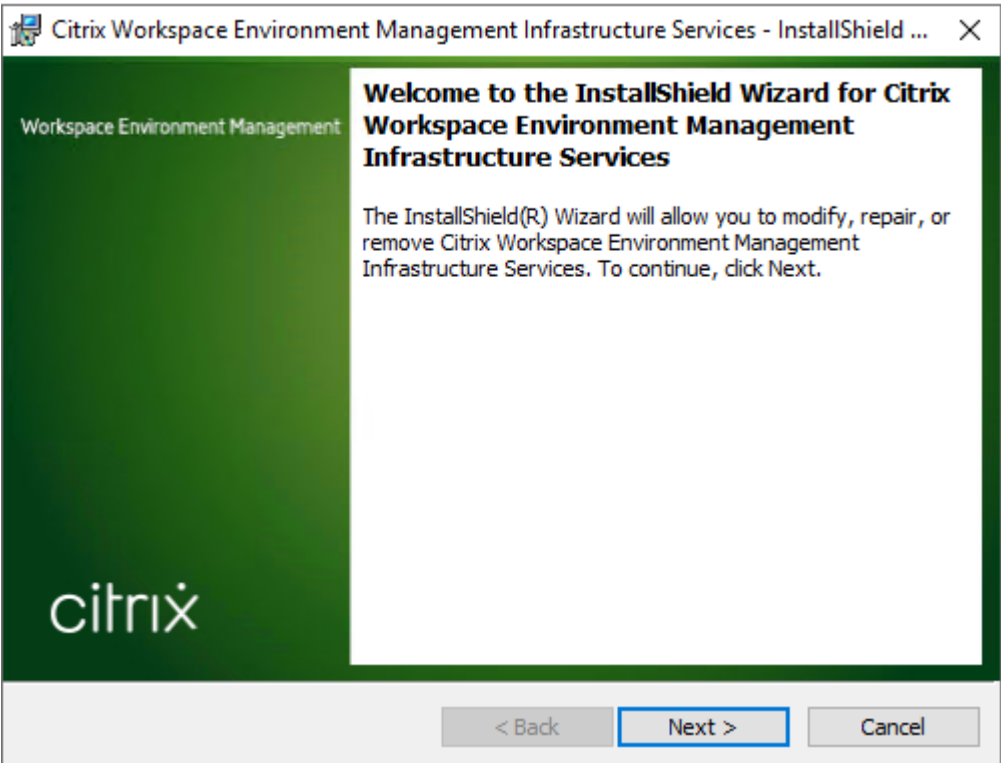 Citrix Workspace Environment Management Infrastructure Services - InstallShield ...
Workspace Environment Management
Welcome to the InstallShield Wizard for Citrix
Workspace Environment Management
Infrastructure Services
The InstallShield(R) Wizard will allow you to modify, repair, or
remove Citrix Workspace Environment Management
Infrastructure Services. To continue, click Next.
citrix
< Back
Next >
Cancel